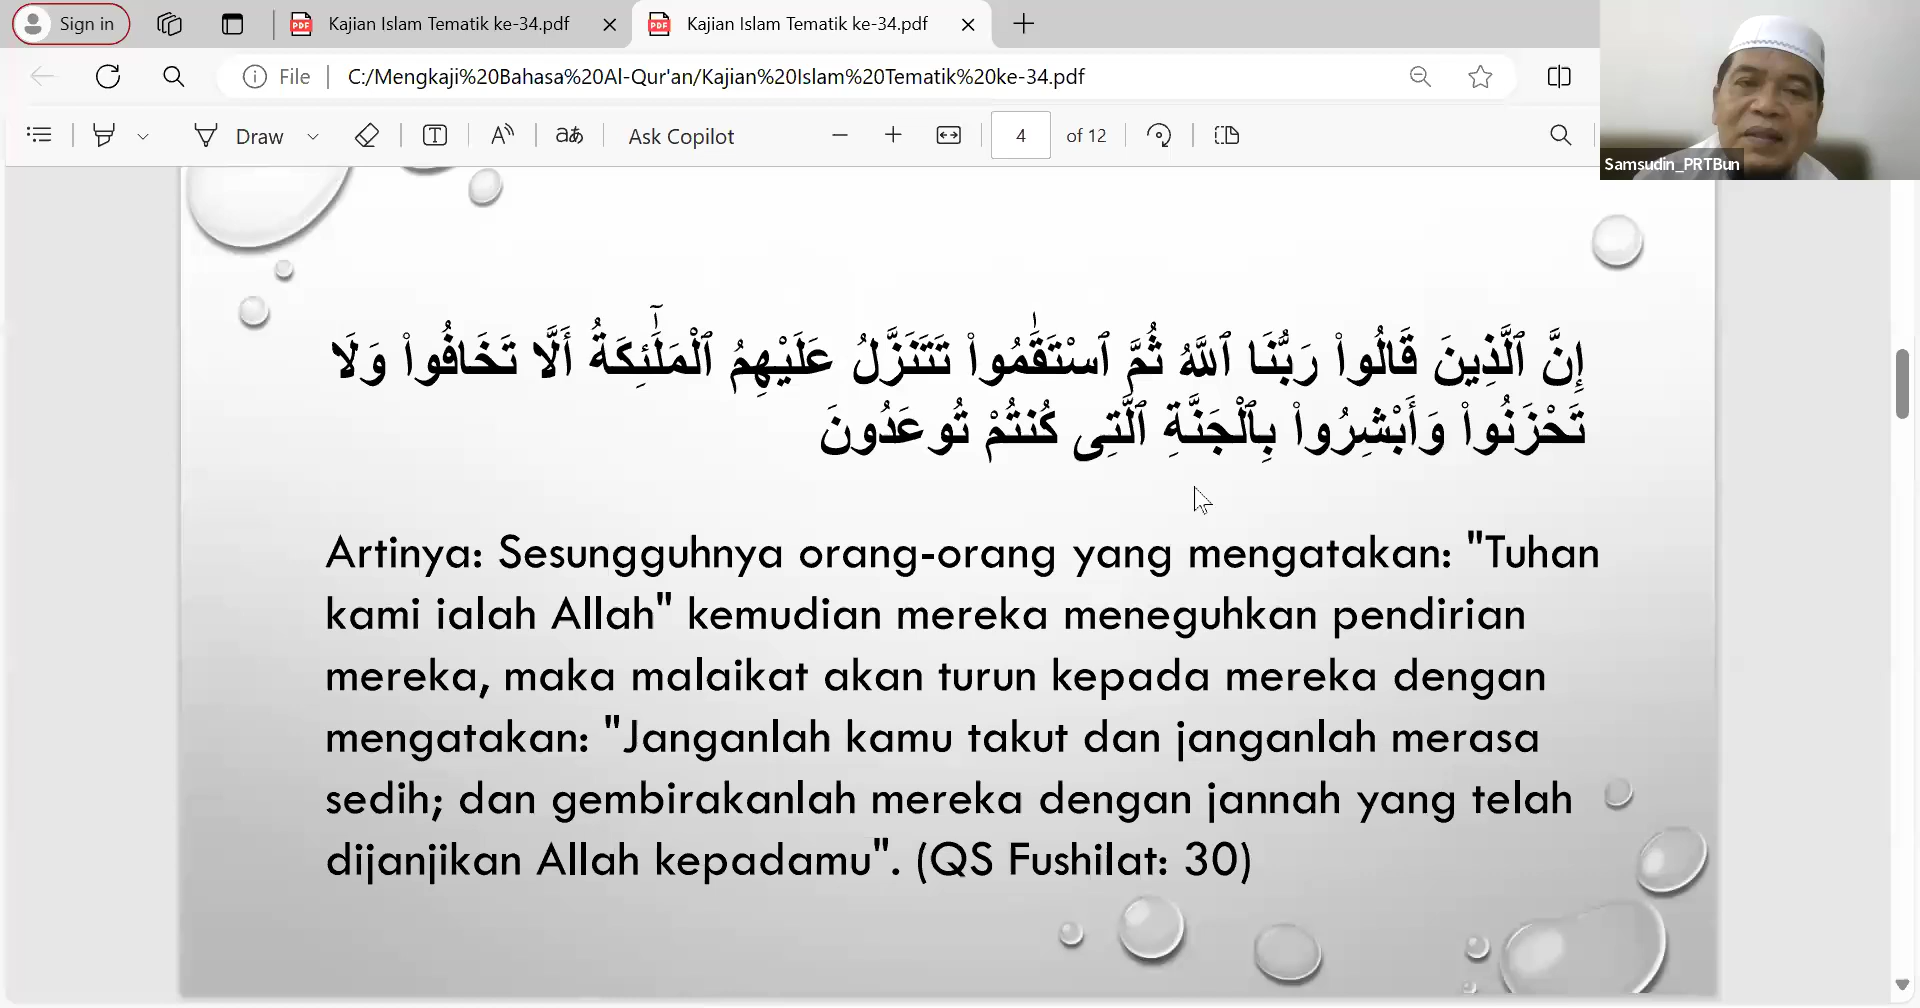 Sign in
Kajian Islam Tematik ke-34.pdf
Kajian Islam Tematik ke-34.pdf
File
C:/Mengkaji%20Bahasa%20Al-Qur'an/Kajian%20Islam%20Tematik%20ke-34.pdf
Draw
Ask Copilot
4 of 12
Samsudin_PRTBun
إِنَّ ٱلَّذِينَ قَالُوا۟ رَبُّنَا ٱللَّهُ ثُمَّ ٱسْتَقَٰمُوا۟ تَتَنَزَّلُ عَلَيْهِمُ ٱلْمَلَٰٓئِكَةُ أَلَّا تَخَافُوا۟ وَلَا
تَحْزَنُوا۟ وَأَبْشِرُوا۟ بِٱلْجَنَّةِ ٱلَّتِى كُنتُمْ تُوعَدُونَ
Artinya: Sesungguhnya orang-orang yang mengatakan: "Tuhan
kami ialah Allah" kemudian mereka meneguhkan pendirian
mereka, maka malaikat akan turun kepada mereka dengan
mengatakan: "Janganlah kamu takut dan janganlah merasa
sedih; dan gembirakanlah mereka dengan jannah yang telah
dijanjikan Allah kepadamu". (QS Fushilat: 30)